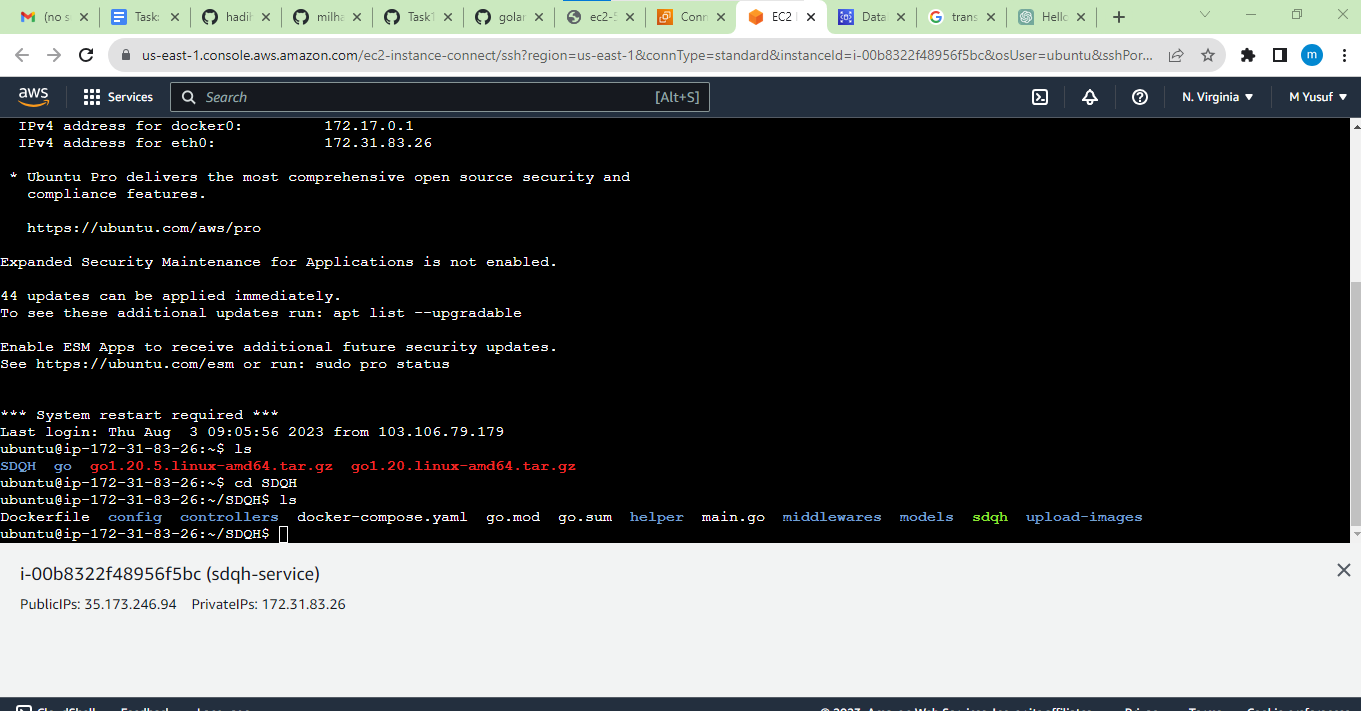 (no s
Task:
hadil
milha
Task1
golar
ec2-5
Conn
EC2 I
Data
trans
Hello
us-east-1.console.aws.amazon.com/ec2-instance-connect/ssh?region=us-east-1&connType=standard&instanceId=i-00b8322f48956f5bc&osUser=ubuntu&sshPor...
m
aws
Services
Search
[Alt+S]
N. Virginia
M Yusuf
IPv4 address for docker0: 172.17.0.1
IPv4 address for eth0: 172.31.83.26
* Ubuntu Pro delivers the most comprehensive open source security and
compliance features.
https://ubuntu.com/aws/pro
Expanded Security Maintenance for Applications is not enabled.
44 updates can be applied immediately.
To see these additional updates run: apt list --upgradable
Enable ESM Apps to receive additional future security updates.
See https://ubuntu.com/esm or run: sudo pro status
*** System restart required ***
Last login: Thu Aug  3 09:05:56 2023 from 103.106.79.179
ubuntu@ip-172-31-83-26:~$ ls
SDQH go go1.20.5.linux-amd64.tar.gz go1.20.linux-amd64.tar.gz
ubuntu@ip-172-31-83-26:~$ cd SDQH
ubuntu@ip-172-31-83-26:~/SDQH$ ls
Dockerfile config controllers docker-compose.yaml go.mod go.sum helper main.go middlewares models sdqh upload-images
ubuntu@ip-172-31-83-26:~/SDQH$
i-00b8322f48956f5bc (sdqh-service)
PublicIPs: 35.173.246.94 PrivateIPs: 172.31.83.26